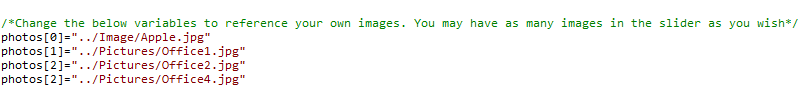 /*Change the below variables to reference your own images. You may have as many images in the slider as you wish*/
photos[0]="../Image/Apple.jpg"
photos[1]="../Pictures/Office1.jpg"
photos[2]="../Pictures/Office2.jpg"
photos[2]="../Pictures/Office4.jpg"